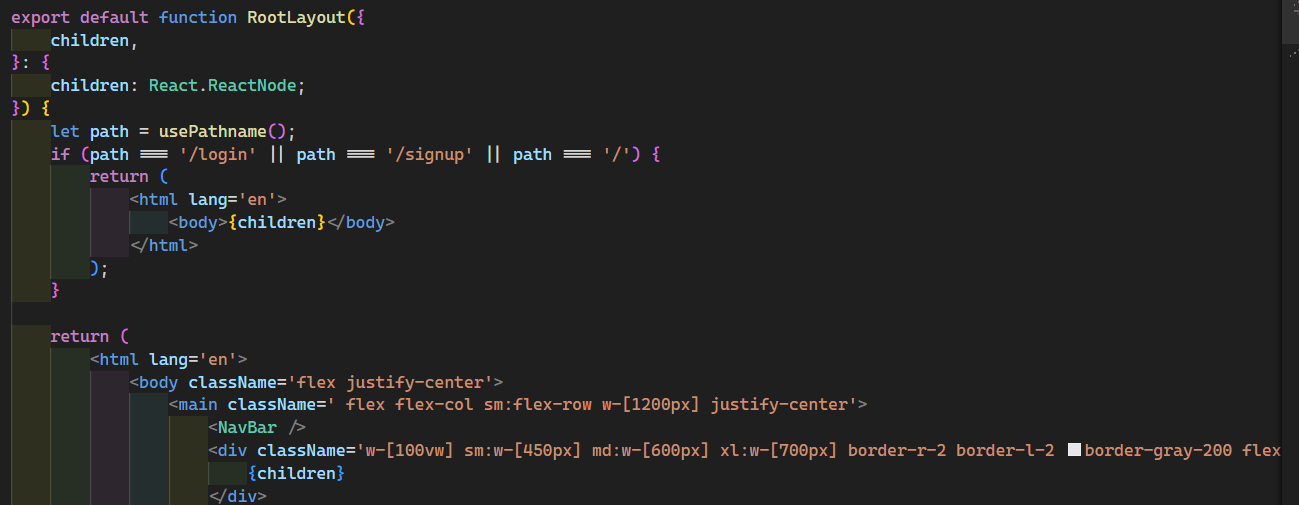 export default function RootLayout({
    children,
}: {
    children: React.ReactNode;
}) {
    let path = usePathname();
    if (path === '/login' || path === '/signup' || path === '/') {
        return (
            <html lang='en'>
                <body>{children}</body>
            </html>
        );
    }
    return (
        <html lang='en'>
            <body className='flex justify-center'>
                <main className=' flex flex-col sm:flex-row w-[1200px] justify-center'>
                    <NavBar />
                    <div className='w-[100vw] sm:w-[450px] md:w-[600px] xl:w-[700px] border-r-2 border-l-2 border-gray-200 flex
                        {children}
                    </div>